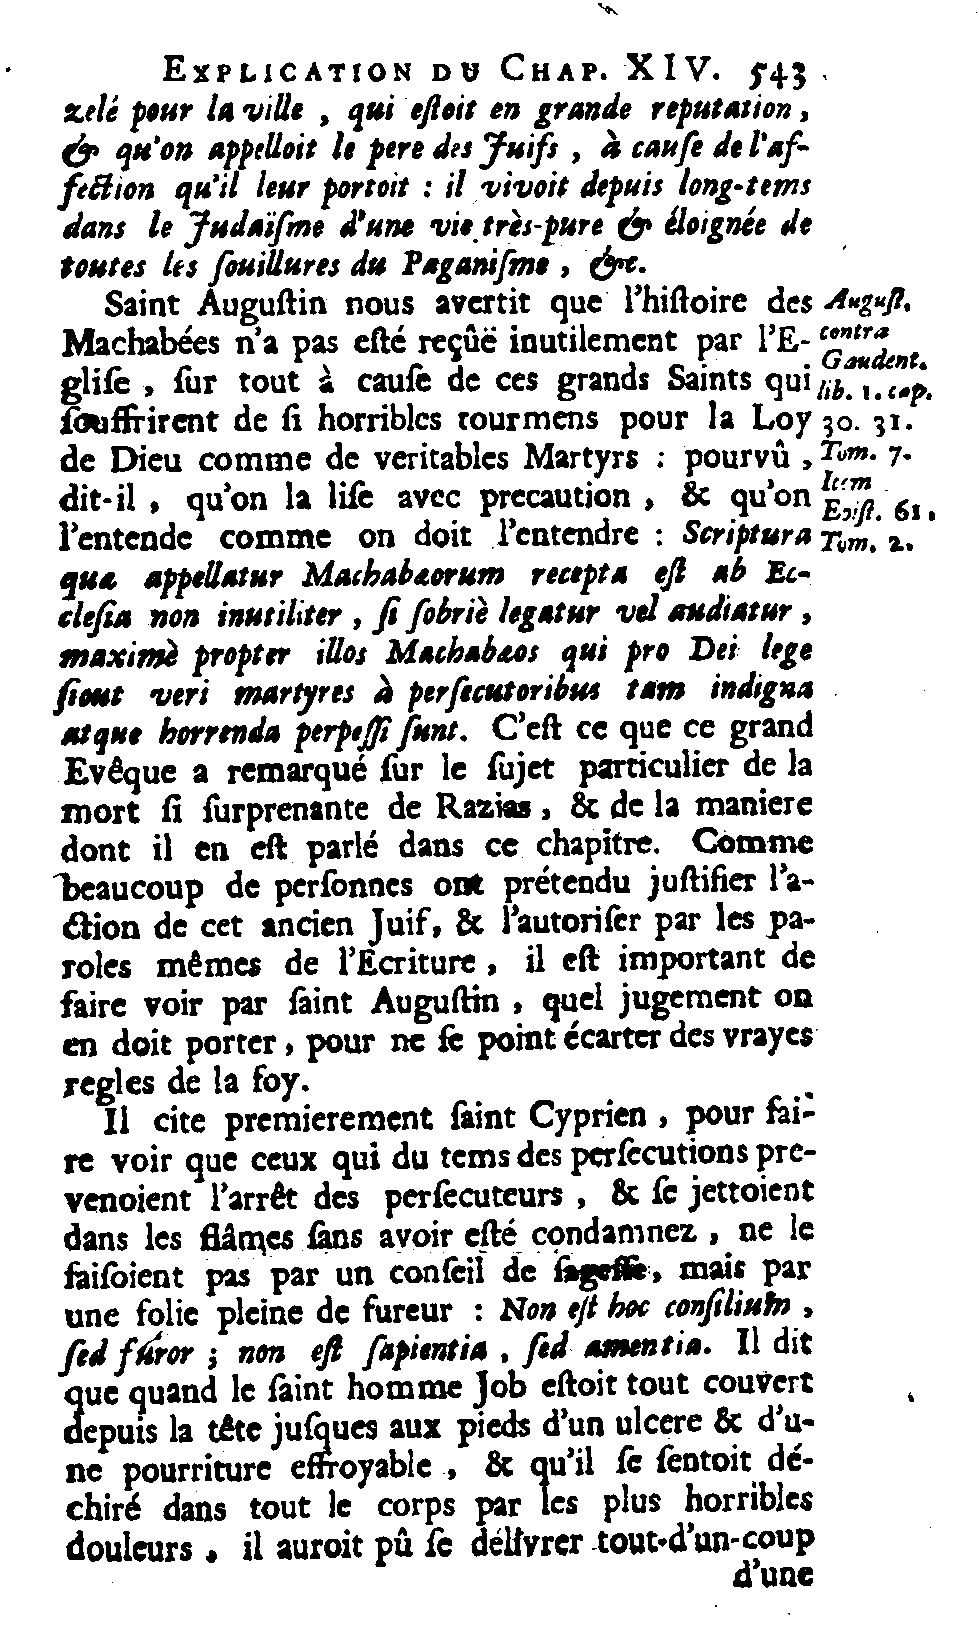 EXPLICATION DU CHAP. XIV. 543
zelé pour la ville, qui eſtoit en grande reputation,
& qu'on appelloit le pere des Juifs, à cauſe de l'af-
fection qu'il leur portoit : il vivoit depuis long-tems
dans le Judaïſme d'une vie très-pure & éloignée de
toutes les ſouillures du Paganiſme, &c.
Saint Auguſtin nous avertit que l'hiſtoire des
Machabées n'a pas eſté reçûë inutilement par l'E-
gliſe, ſur tout à cauſe de ces grands Saints qui
ſouffrirent de ſi horribles tourmens pour la Loy
de Dieu comme de veritables Martyrs : pourvû,
dit-il, qu'on la liſe avec precaution, & qu'on
l'entende comme on doit l'entendre : Scriptura
quæ appellatur Machabæorum recepta eſt ab Ec-
cleſia non inutiliter, ſi ſobriè legatur vel audiatur,
maximè propter illos Machabæos qui pro Dei lege
ſicut veri martyres à perſecutoribus tam indigna
atque horrenda perpeſſi ſunt. C'eſt ce que ce grand
Evêque a remarqué ſur le ſujet particulier de la
mort ſi ſurprenante de Razias, & de la maniere
dont il en eſt parlé dans ce chapitre. Comme
beaucoup de perſonnes ont prétendu juſtifier l'a-
ction de cet ancien Juif, & l'autoriſer par les pa-
roles mêmes de l'Ecriture, il eſt important de
faire voir par ſaint Auguſtin, quel jugement on
en doit porter, pour ne ſe point écarter des vrayes
regles de la foy.
Il cite premierement ſaint Cyprien, pour fai-
re voir que ceux qui du tems des perſecutions pre-
venoient l'arrêt des perſecuteurs, & ſe jettoient
dans les flâmes ſans avoir eſté condamnez, ne le
faiſoient pas par un conſeil de ſageſſe, mais par
une folie pleine de fureur : Non eſt hoc conſilium,
ſed furor ; non eſt ſapientia, ſed amentia. Il dit
que quand le ſaint homme Job eſtoit tout couvert
depuis la tête juſques aux pieds d'un ulcere & d'u-
ne pourriture effroyable, & qu'il ſe ſentoit dé-
chiré dans tout le corps par les plus horribles
douleurs, il auroit pû ſe délivrer tout-d'un-coup
d'une
Auguſt.
contra
Gaudent.
lib. 1. cap.
30. 31.
Tom. 7.
Item
Epiſt. 61.
Tom. 2.